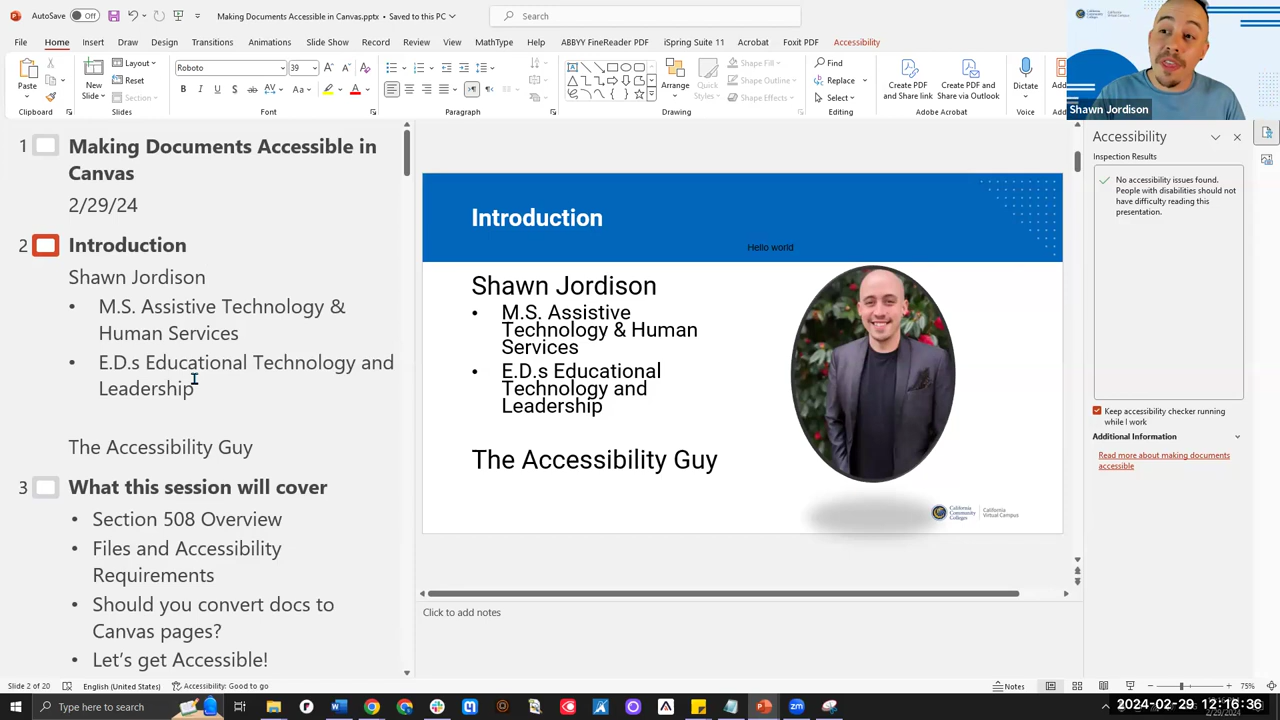 AutoSave Off
Making Documents Accessible in Canvas.pptx • Saved to this PC
Search
File Home Insert Draw Design Transitions Animations Slide Show Record Review View MathType Help ABBYY FineReader PDF iSpring Suite 11 Acrobat Foxit PDF Accessibility
Paste
Clipboard
New Slide
Layout
Reset
Section
Slides
Roboto 39
Font
Paragraph
Arrange
Quick Styles
Shape Fill
Shape Outline
Shape Effects
Drawing
Find
Replace
Select
Editing
Create PDF and Share link
Create PDF and Share via Outlook
Adobe Acrobat
Dictate
Voice
Shawn Jordison
1 Making Documents Accessible in
Canvas
2/29/24
2 Introduction
Shawn Jordison
• M.S. Assistive Technology &
Human Services
• E.D.s Educational Technology and
Leadership
The Accessibility Guy
3 What this session will cover
• Section 508 Overview
• Files and Accessibility
Requirements
• Should you convert docs to
Canvas pages?
• Let's get Accessible!
Introduction
Hello world
Shawn Jordison
• M.S. Assistive
Technology & Human
Services
• E.D.s Educational
Technology and
Leadership
The Accessibility Guy
California
Community
Colleges
California
Virtual Campus
Click to add notes
Accessibility
Inspection Results
No accessibility issues found.
People with disabilities should not
have difficulty reading this
presentation.
Keep accessibility checker running
while I work
Additional Information
Read more about making documents
accessible
Slide 2 of 20 English (United States) Accessibility: Good to go
Notes 75%
Type here to search
2024-02-29 12:16:36